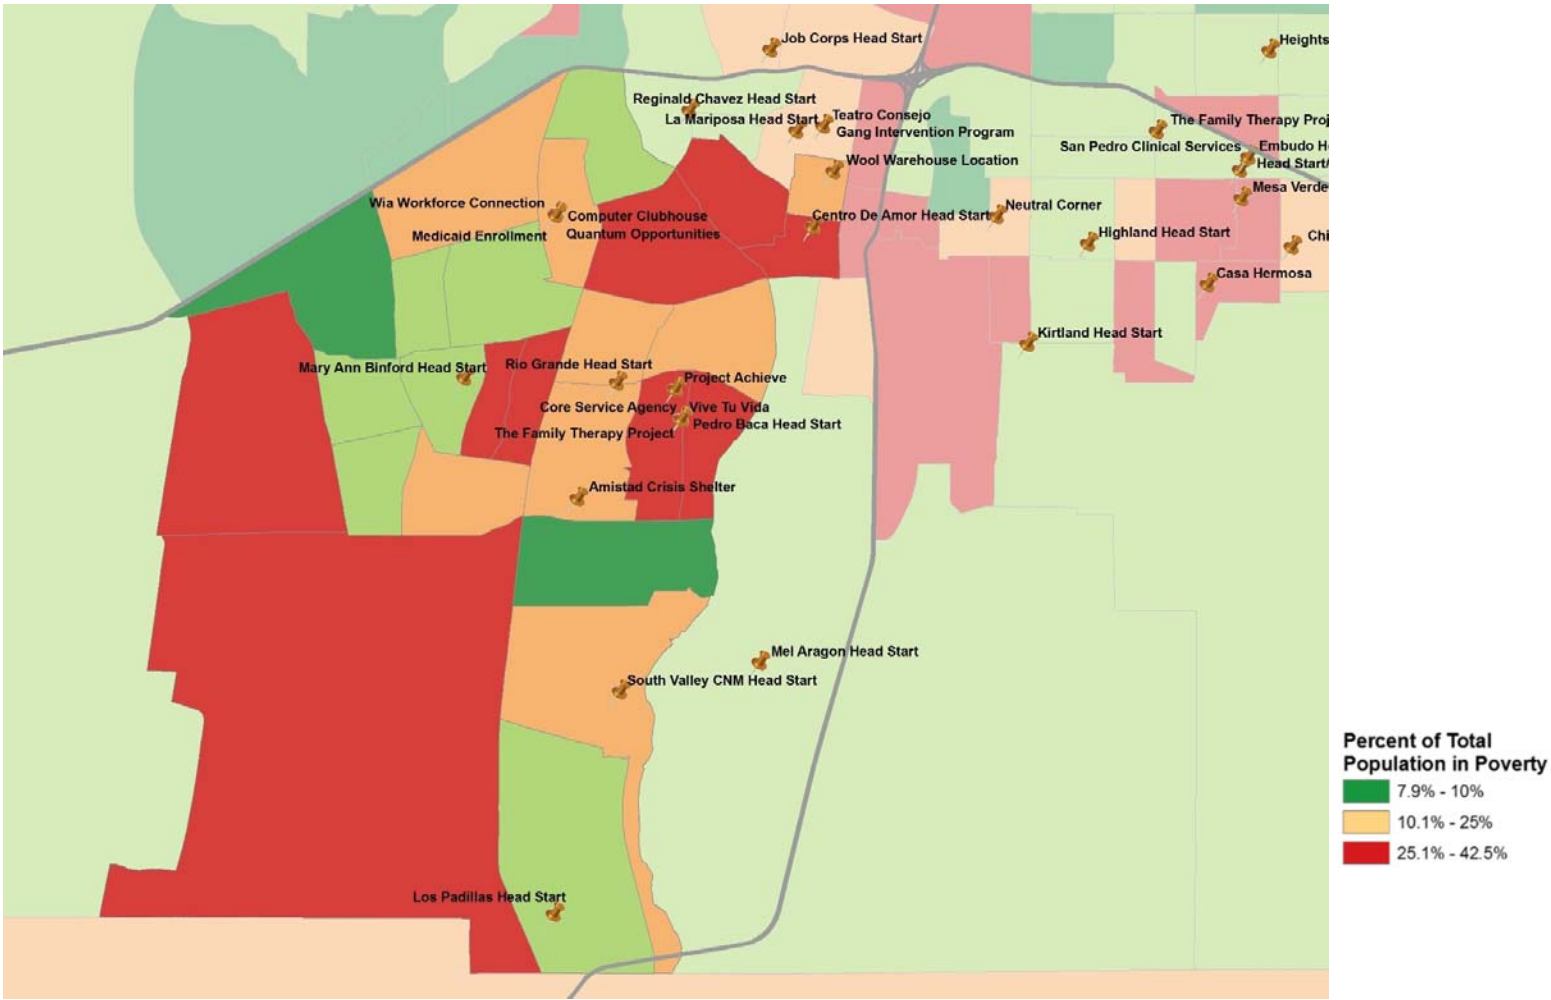 Job Corps Head Start
Heights
Reginald Chavez Head Start
La Mariposa Head Start
Teatro Consejo
Gang Intervention Program
The Family Therapy Proj
San Pedro Clinical Services
Embudo H
Head Start/
Wool Warehouse Location
Mesa Verde
Wia Workforce Connection
Computer Clubhouse
Quantum Opportunities
Medicaid Enrollment
Centro De Amor Head Start
Neutral Corner
Highland Head Start
Chi
Casa Hermosa
Kirtland Head Start
Mary Ann Binford Head Start
Rio Grande Head Start
Project Achieve
Core Service Agency
Vive Tu Vida
Pedro Baca Head Start
The Family Therapy Project
Amistad Crisis Shelter
Mel Aragon Head Start
South Valley CNM Head Start
Los Padillas Head Start
Percent of Total
Population in Poverty
7.9% - 10%
10.1% - 25%
25.1% - 42.5%